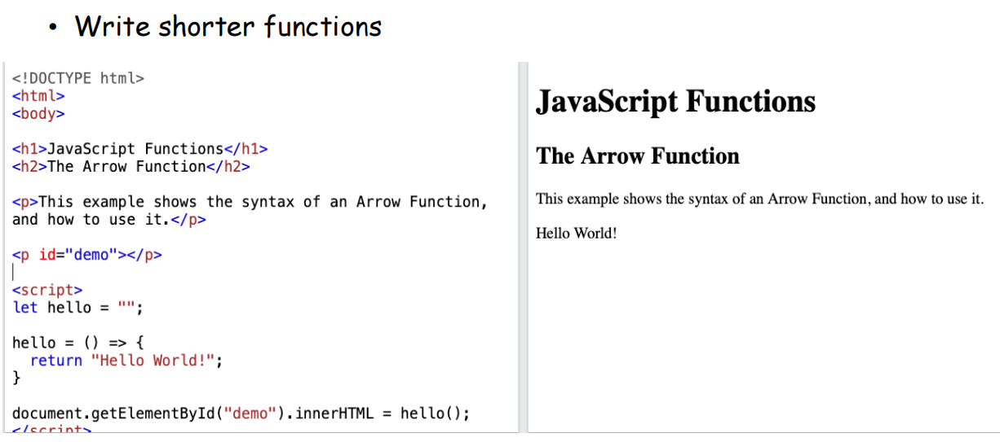 • Write shorter functions
<!DOCTYPE html>
<html>
<body>
<h1>JavaScript Functions</h1>
<h2>The Arrow Function</h2>
<p>This example shows the syntax of an Arrow Function,
and how to use it.</p>
<p id="demo"></p>
<script>
let hello = "";
hello = () => {
  return "Hello World!";
}
document.getElementById("demo").innerHTML = hello();
</script>
JavaScript Functions
The Arrow Function
This example shows the syntax of an Arrow Function, and how to use it.
Hello World!